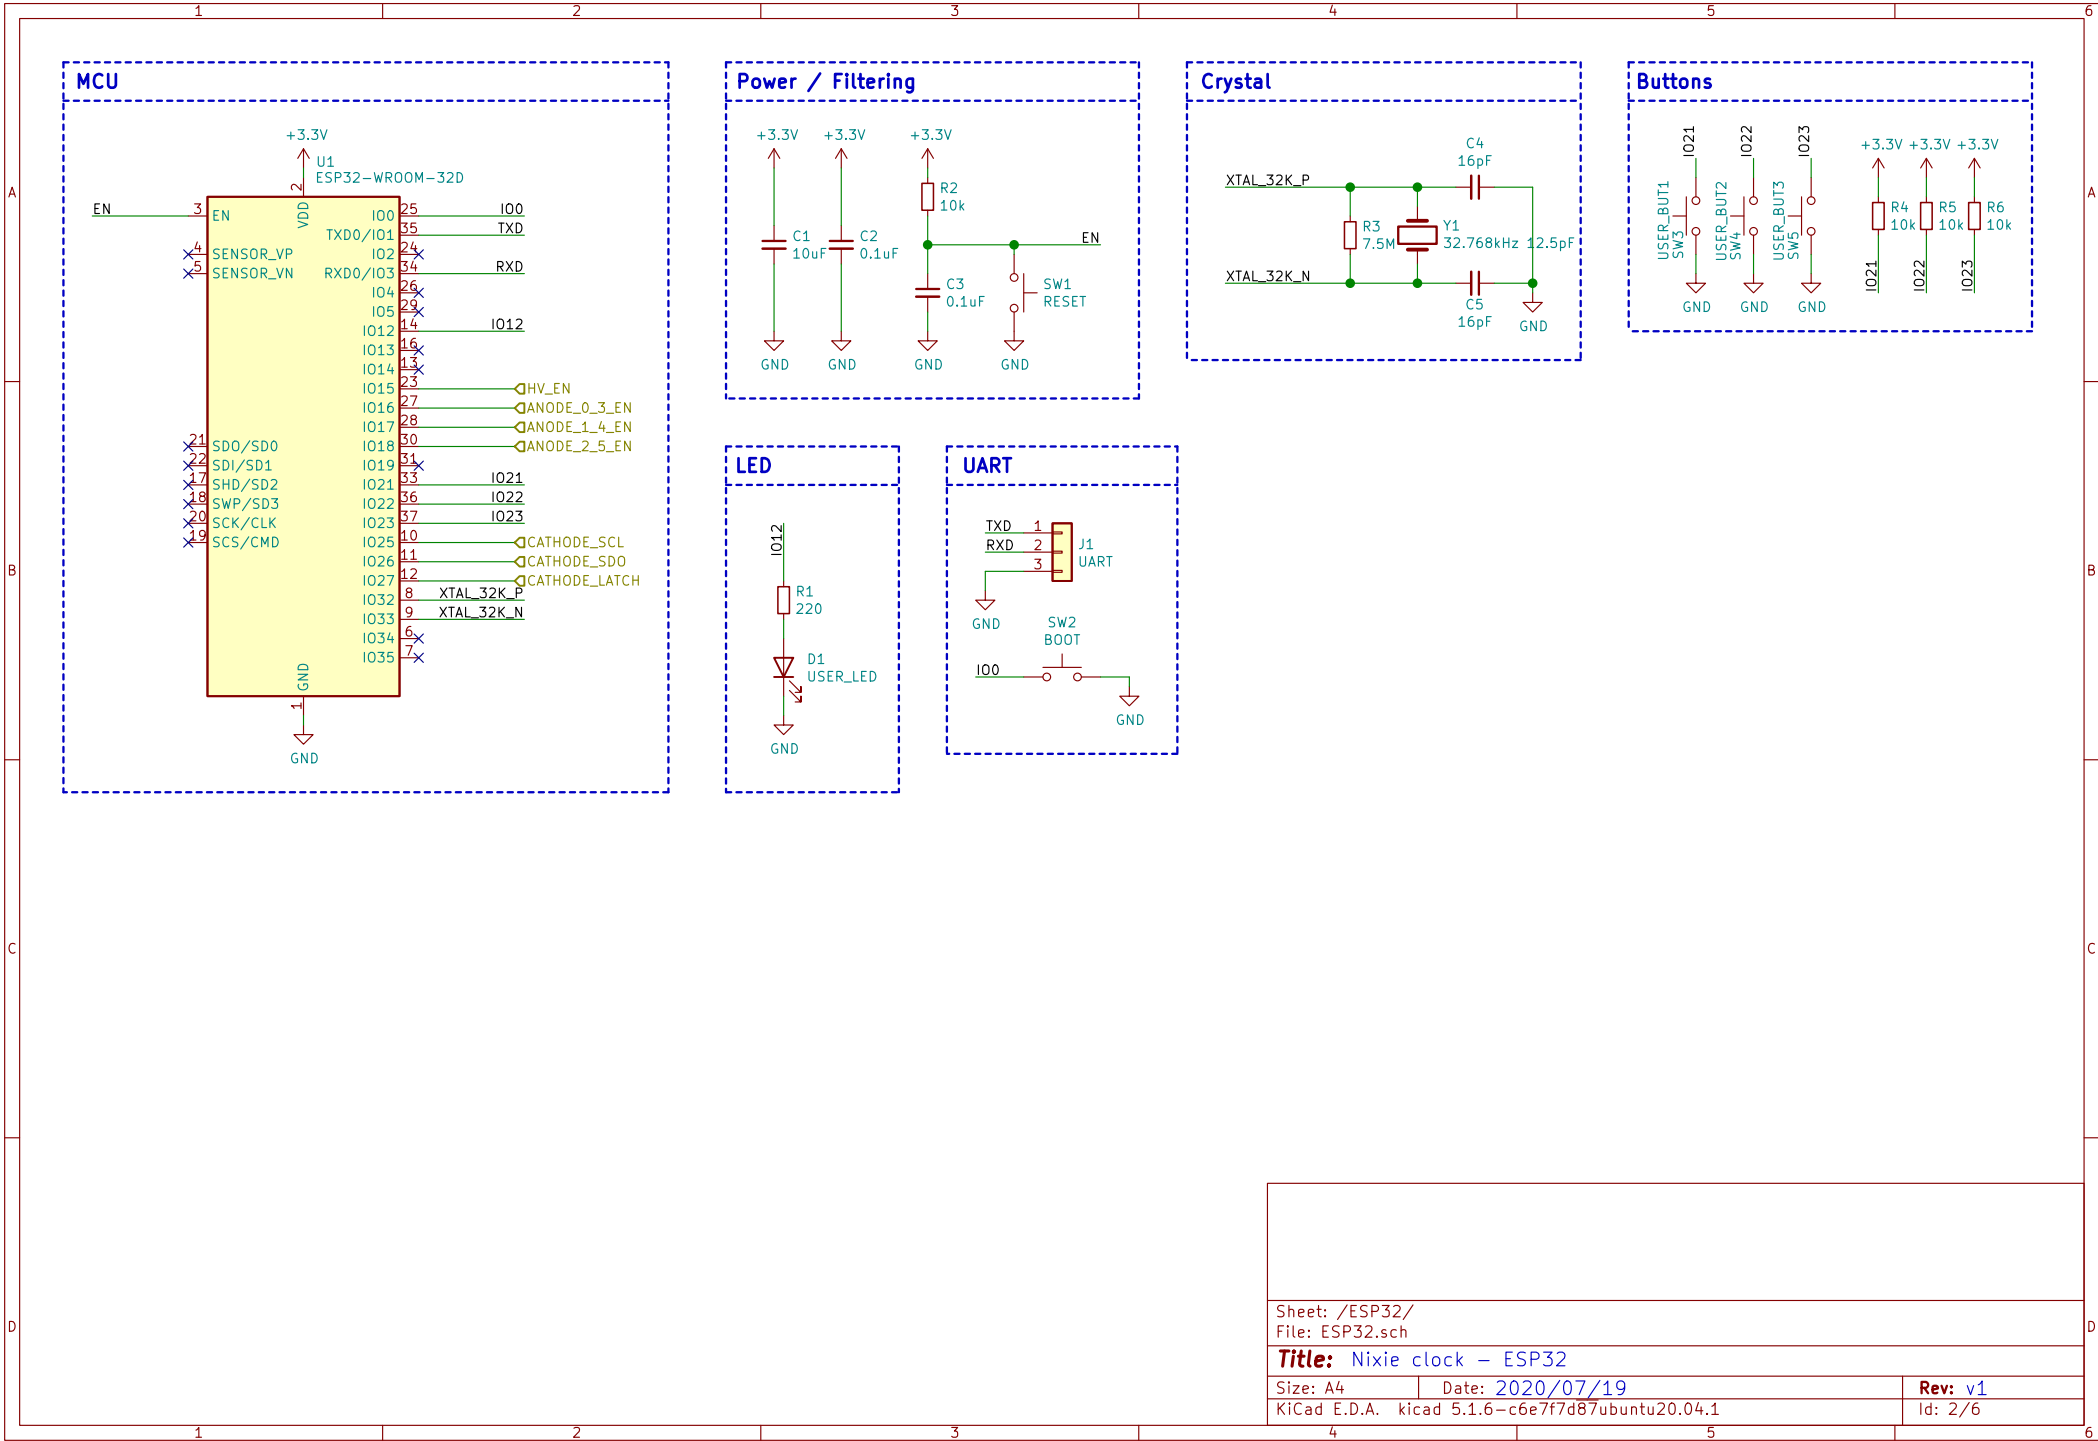 1 2 3 4 5 6
A
B
C
D
MCU
+3.3V
U1
ESP32-WROOM-32D
2
VDD
EN 3 EN
4 SENSOR_VP
5 SENSOR_VN
21 SDO/SD0
22 SDI/SD1
17 SHD/SD2
18 SWP/SD3
20 SCK/CLK
19 SCS/CMD
IO0 25 IO0
TXD0/IO1 35 TXD
IO2 24
RXD0/IO3 34 RXD
IO4 26
IO5 29
IO12 14 IO12
IO13 16
IO14 13
IO15 23 HV_EN
IO16 27 ANODE_0_3_EN
IO17 28 ANODE_1_4_EN
IO18 30 ANODE_2_5_EN
IO19 31
IO21 33 IO21
IO22 36 IO22
IO23 37 IO23
IO25 10 CATHODE_SCL
IO26 11 CATHODE_SDO
IO27 12 CATHODE_LATCH
IO32 8 XTAL_32K_P
IO33 9 XTAL_32K_N
IO34 6
IO35 7
GND
1
GND
Power / Filtering
+3.3V +3.3V +3.3V
R2
10k
C1
10uF
C2
0.1uF
EN
C3
0.1uF
SW1
RESET
GND GND GND GND
Crystal
C4
16pF
XTAL_32K_P
R3
7.5M
Y1
32.768kHz 12.5pF
XTAL_32K_N
C5
16pF
GND
Buttons
IO21 IO22 IO23
USER_BUT1
SW3
USER_BUT2
SW4
USER_BUT3
SW5
GND GND GND
+3.3V +3.3V +3.3V
R4
10k
R5
10k
R6
10k
IO21 IO22 IO23
LED
IO12
R1
220
D1
USER_LED
GND
UART
TXD 1
RXD 2
3
J1
UART
GND
SW2
BOOT
IO0
GND
Sheet: /ESP32/
File: ESP32.sch
Title: Nixie clock - ESP32
Size: A4 Date: 2020/07/19 Rev: v1
KiCad E.D.A. kicad 5.1.6-c6e7f7d87ubuntu20.04.1 Id: 2/6
A
B
C
D
1 2 3 4 5 6